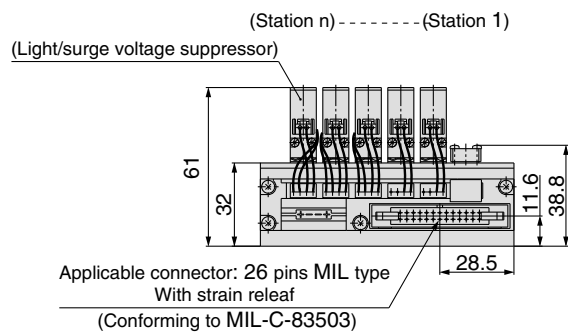 (Station n) (Station 1)
(Light/surge voltage suppressor)
61
32
11.6
38.8
28.5
Applicable connector: 26 pins MIL type
With strain releaf
(Conforming to MIL-C-83503)